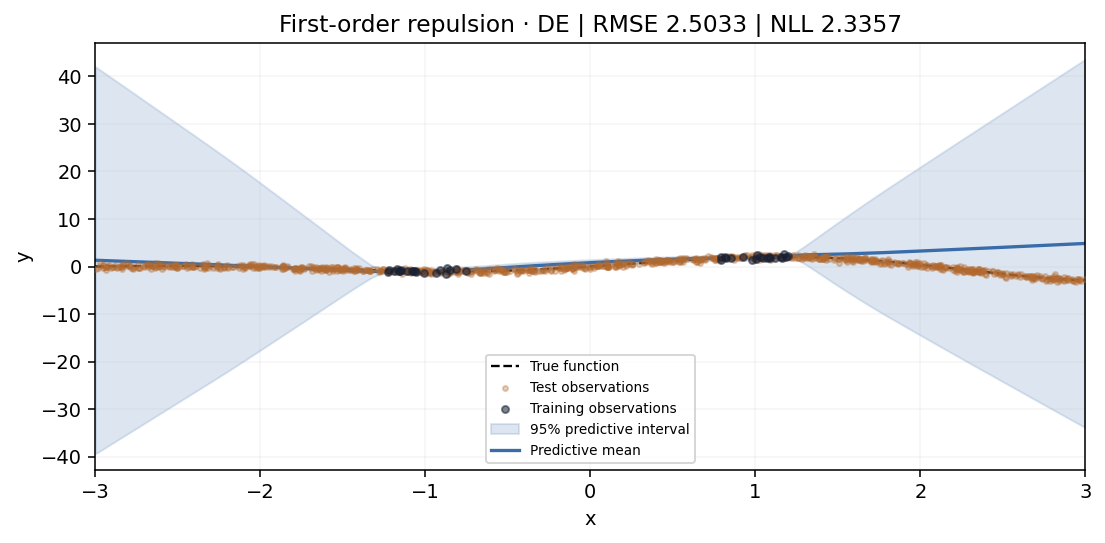 First-order repulsion · DE | RMSE 2.5033 | NLL 2.3357
y
40
30
20
10
0
−10
−20
−30
−40
True function
Test observations
Training observations
95% predictive interval
Predictive mean
−3 −2 −1 0 1 2 3
x